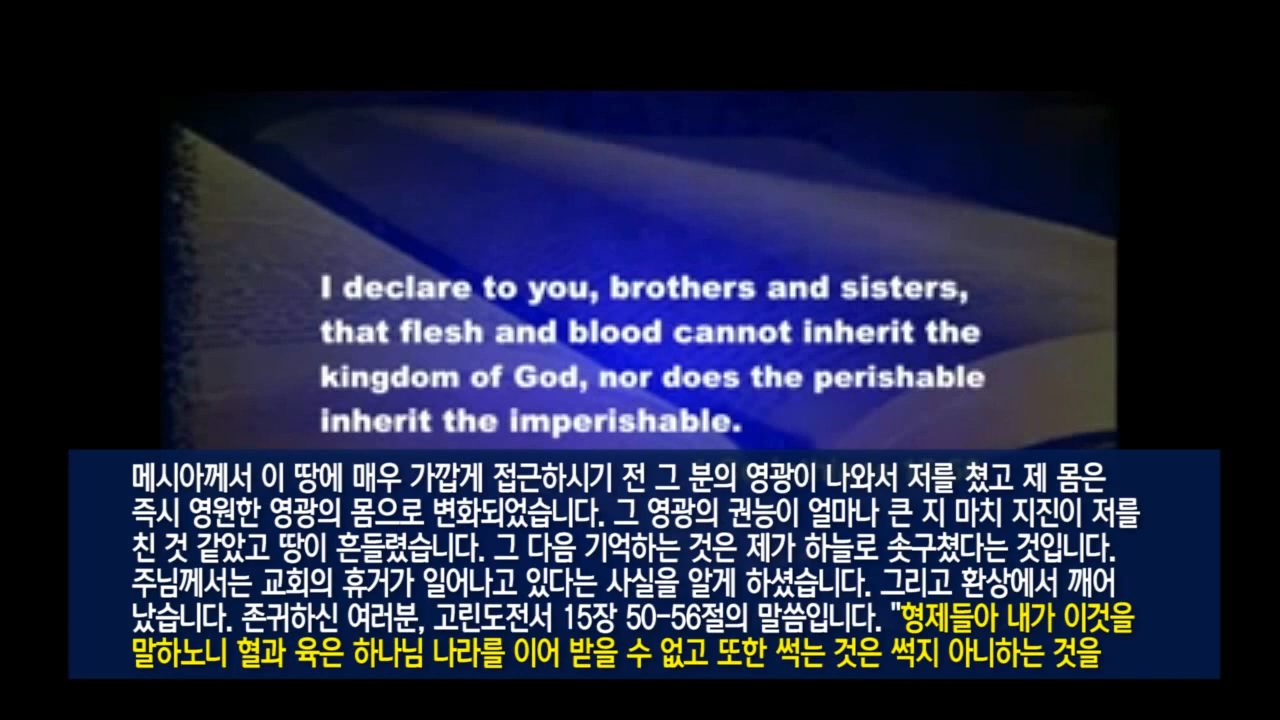 I declare to you, brothers and sisters,
that flesh and blood cannot inherit the
kingdom of God, nor does the perishable
inherit the imperishable.
메시아께서 이 땅에 매우 가깝게 접근하시기 전 그 분의 영광이 나와서 저를 쳤고 제 몸은
즉시 영원한 영광의 몸으로 변화되었습니다. 그 영광의 권능이 얼마나 큰 지 마치 지진이 저를
친 것 같았고 땅이 흔들렸습니다. 그 다음 기억하는 것은 제가 하늘로 솟구쳤다는 것입니다.
주님께서는 교회의 휴거가 일어나고 있다는 사실을 알게 하셨습니다. 그리고 환상에서 깨어
났습니다. 존귀하신 여러분, 고린도전서 15장 50-56절의 말씀입니다. "형제들아 내가 이것을
말하노니 혈과 육은 하나님 나라를 이어 받을 수 없고 또한 썩는 것은 썩지 아니하는 것을